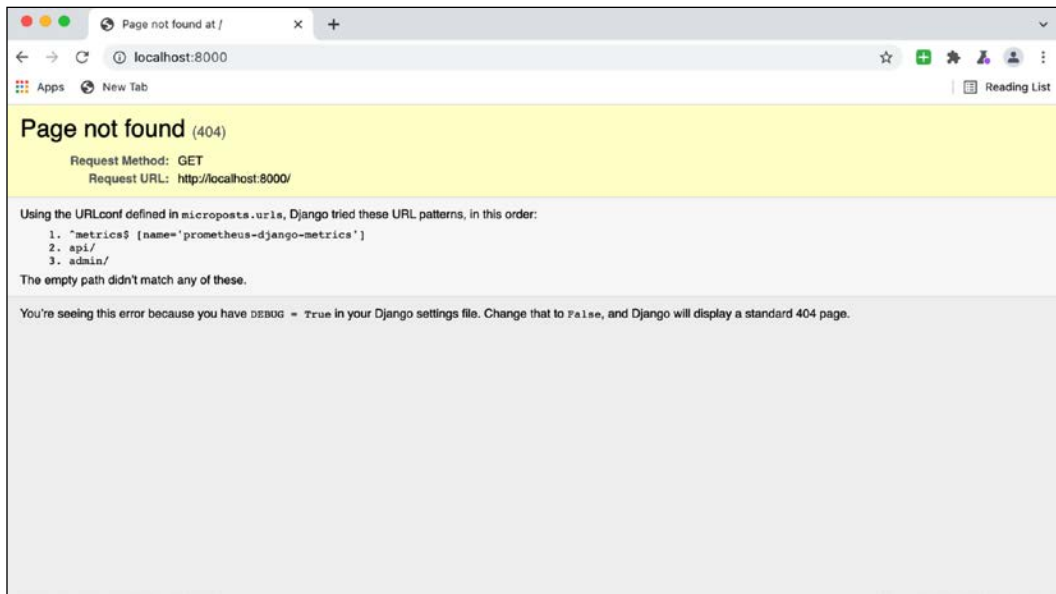 Page not found at /
localhost:8000
Apps New Tab Reading List
Page not found (404)
Request Method: GET
Request URL: http://localhost:8000/
Using the URLconf defined in microposts.urls, Django tried these URL patterns, in this order:
1. ^metrics$ [name='prometheus-django-metrics']
2. api/
3. admin/
The empty path didn't match any of these.
You're seeing this error because you have DEBUG = True in your Django settings file. Change that to False, and Django will display a standard 404 page.